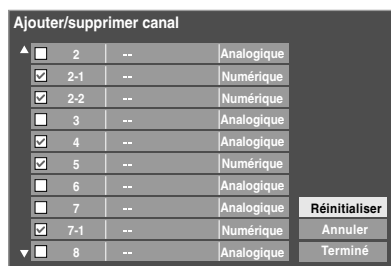 Ajouter/supprimer canal
2 -- Analogique
2-1 -- Numérique
2-2 -- Numérique
3 -- Analogique
4 -- Analogique
5 -- Numérique
6 -- Analogique
7 -- Analogique Réinitialiser
7-1 -- Numérique Annuler
8 -- Analogique Terminé